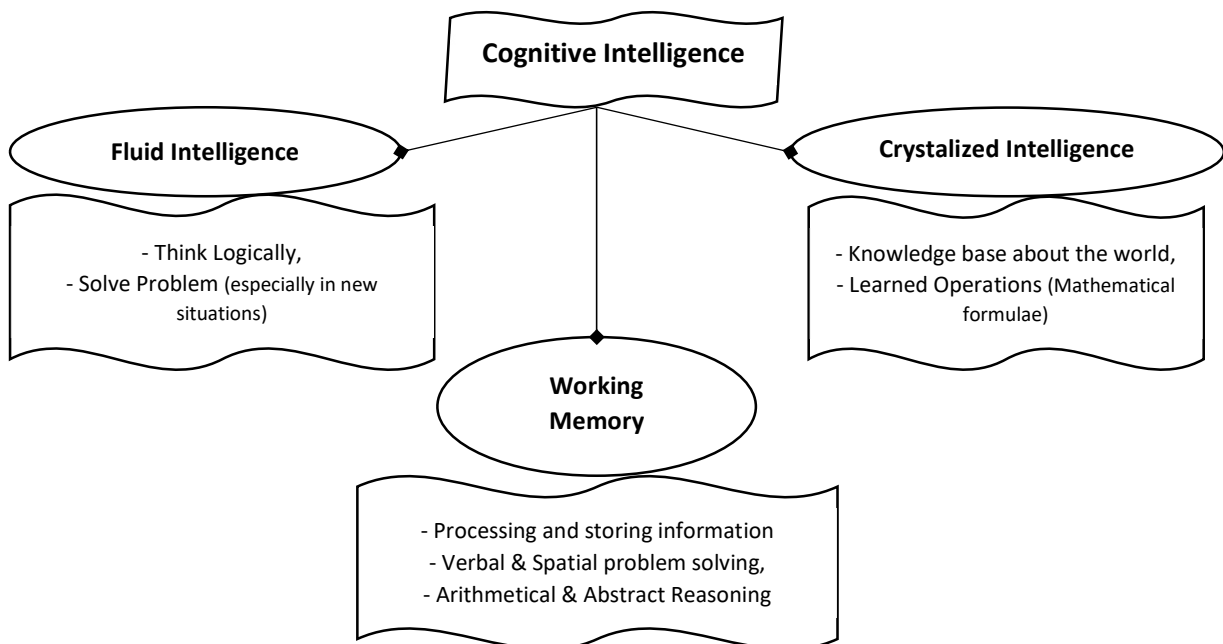 Cognitive Intelligence
Fluid Intelligence
- Think Logically,
- Solve Problem (especially in new
situations)
Crystalized Intelligence
- Knowledge base about the world,
- Learned Operations (Mathematical
formulae)
Working
Memory
- Processing and storing information
- Verbal & Spatial problem solving,
- Arithmetical & Abstract Reasoning